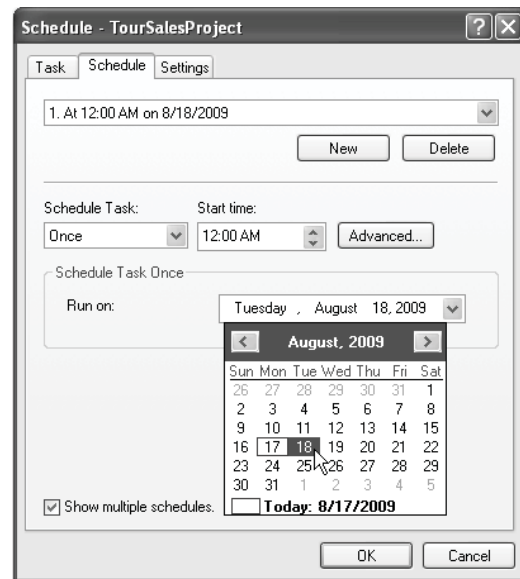 Schedule - TourSalesProject
Task Schedule Settings
1. At 12:00 AM on 8/18/2009
New Delete
Schedule Task: Start time:
Once 12:00 AM Advanced...
Schedule Task Once
Run on: Tuesday , August 18, 2009
August, 2009
Sun Mon Tue Wed Thu Fri Sat
26 27 28 29 30 31 1
2 3 4 5 6 7 8
9 10 11 12 13 14 15
16 17 18 19 20 21 22
23 24 25 26 27 28 29
30 31 1 2 3 4 5
Show multiple schedules. Today: 8/17/2009
OK Cancel